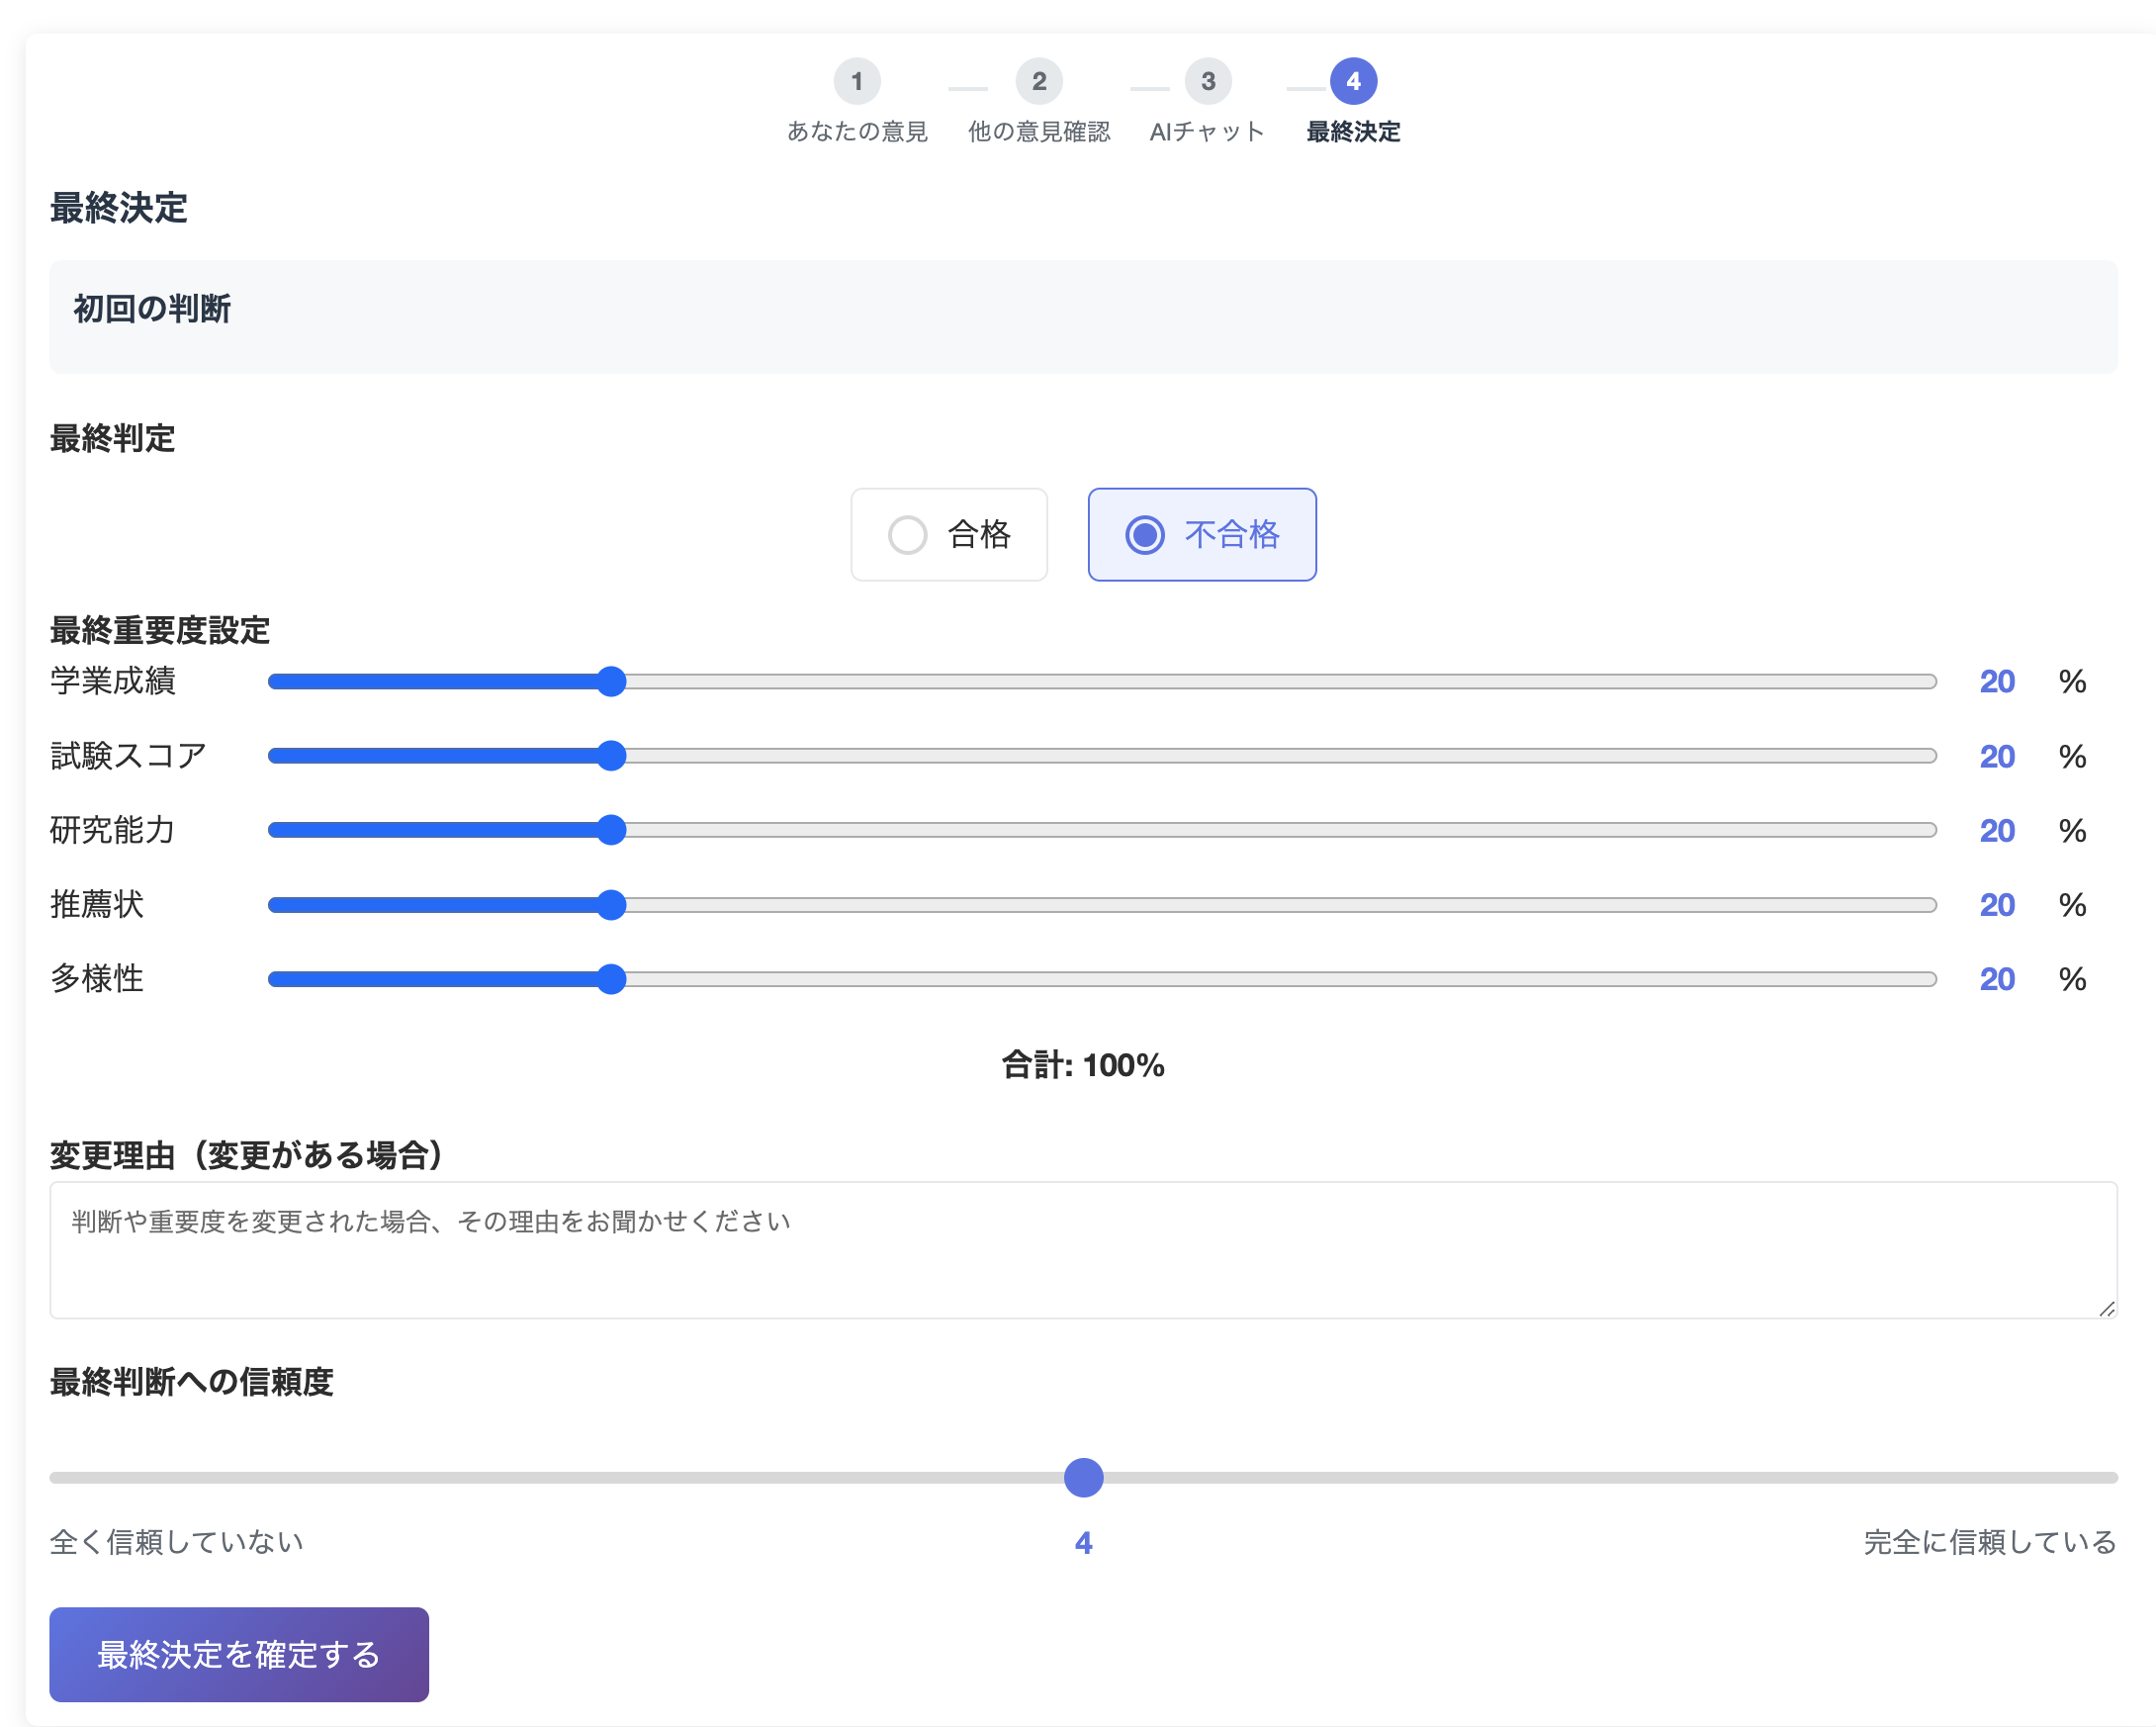 1 2 3 4
あなたの意見 他の意見確認 AIチャット 最終決定
最終決定
初回の判断
最終判定
合格 不合格
最終重要度設定
学業成績 20 %
試験スコア 20 %
研究能力 20 %
推薦状 20 %
多様性 20 %
合計: 100%
変更理由（変更がある場合）
判断や重要度を変更された場合、その理由をお聞かせください
最終判断への信頼度
全く信頼していない 4 完全に信頼している
最終決定を確定する